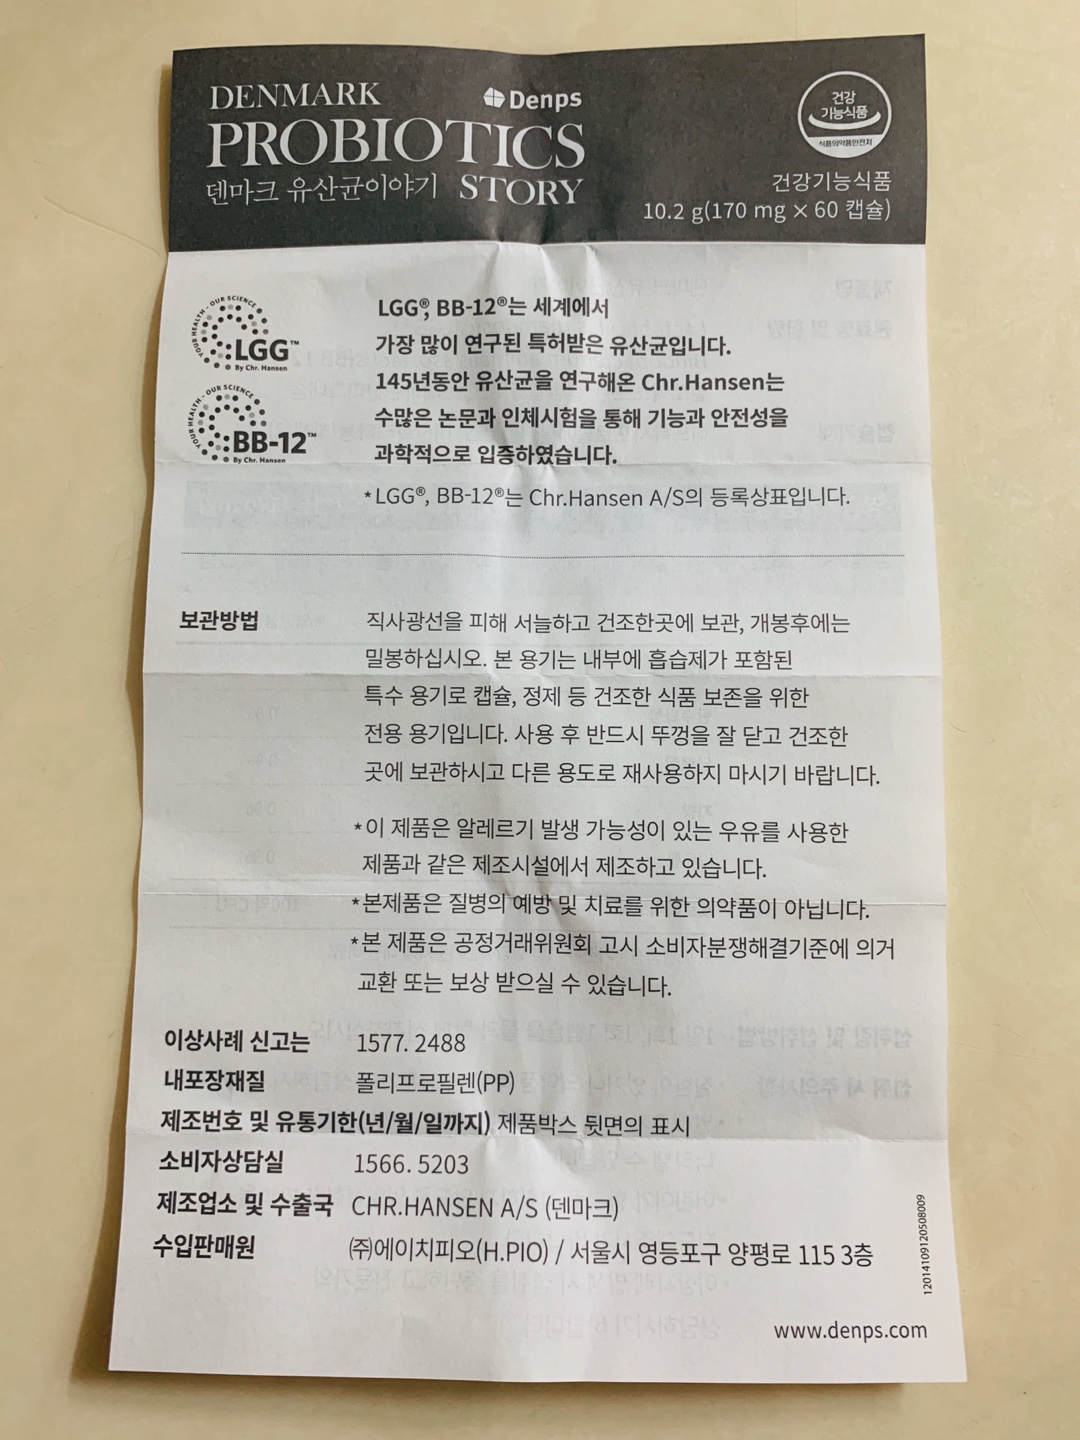 DENMARK
Denps
PROBIOTICS
덴마크 유산균이야기 STORY
건강
기능식품
식품의약품안전처
건강기능식품
10.2 g(170 mg × 60 캡슐)
YOUR HEALTH - OUR SCIENCE
LGG™
By Chr. Hansen
YOUR HEALTH - OUR SCIENCE
BB-12™
By Chr. Hansen
LGG®, BB-12®는 세계에서
가장 많이 연구된 특허받은 유산균입니다.
145년동안 유산균을 연구해온 Chr.Hansen는
수많은 논문과 인체시험을 통해 기능과 안전성을
과학적으로 입증하였습니다.
*LGG®, BB-12®는 Chr.Hansen A/S의 등록상표입니다.
보관방법 직사광선을 피해 서늘하고 건조한곳에 보관, 개봉후에는
밀봉하십시오. 본 용기는 내부에 흡습제가 포함된
특수 용기로 캡슐, 정제 등 건조한 식품 보존을 위한
전용 용기입니다. 사용 후 반드시 뚜껑을 잘 닫고 건조한
곳에 보관하시고 다른 용도로 재사용하지 마시기 바랍니다.
*이 제품은 알레르기 발생 가능성이 있는 우유를 사용한
제품과 같은 제조시설에서 제조하고 있습니다.
*본제품은 질병의 예방 및 치료를 위한 의약품이 아닙니다.
*본 제품은 공정거래위원회 고시 소비자분쟁해결기준에 의거
교환 또는 보상 받으실 수 있습니다.
이상사례 신고는 1577. 2488
내포장재질 폴리프로필렌(PP)
제조번호 및 유통기한(년/월/일까지) 제품박스 뒷면의 표시
소비자상담실 1566. 5203
제조업소 및 수출국 CHR.HANSEN A/S (덴마크)
수입판매원 ㈜에이치피오(H.PIO) / 서울시 영등포구 양평로 115 3층
1201410912050800​9
www.denps.com